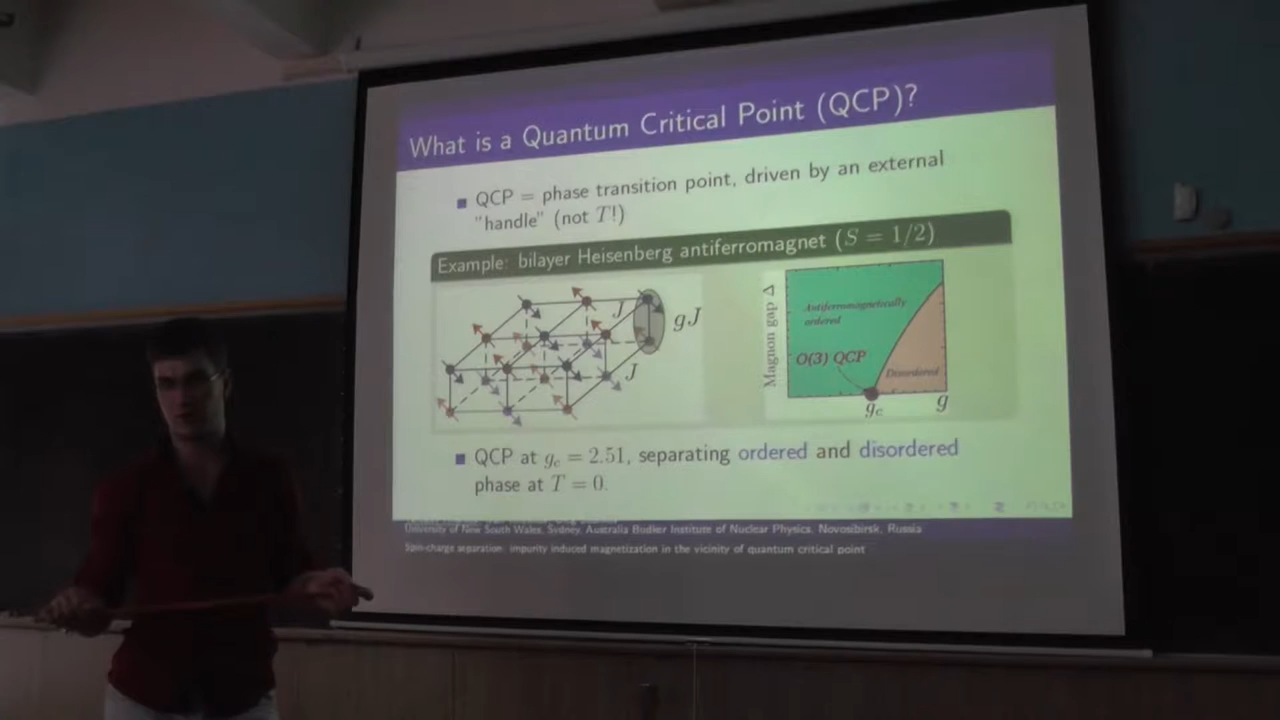 What is a Quantum Critical Point (QCP)?
QCP = phase transition point, driven by an external
"handle" (not T!)
Example: bilayer Heisenberg antiferromagnet (S = 1/2)
J
gJ
J
Magnon gap Δ
Antiferromagnetically
ordered
O(3) QCP
Disordered
g_c
g
QCP at g_c = 2.51, separating ordered and disordered
phase at T = 0.
University of New South Wales, Sydney, Australia Budker Institute of Nuclear Physics, Novosibirsk, Russia
Spin-charge separation, impurity induced magnetization in the vicinity of quantum critical point